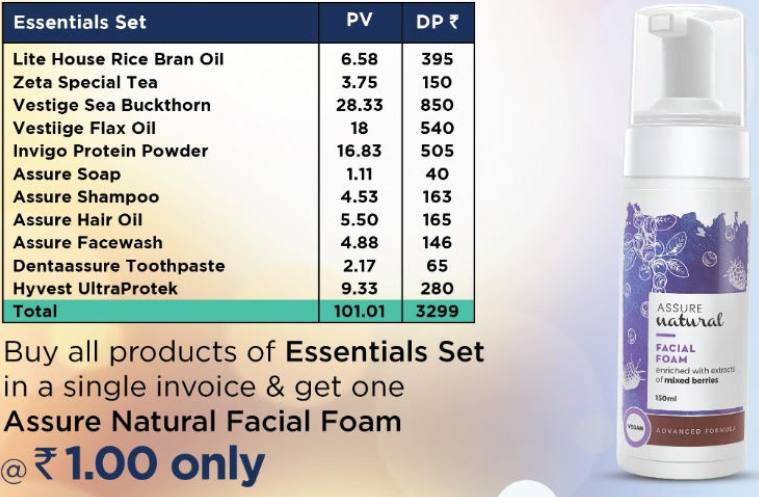 Essentials Set PV DP ₹
Lite House Rice Bran Oil 6.58 395
Zeta Special Tea 3.75 150
Vestige Sea Buckthorn 28.33 850
Vestiige Flax Oil 18 540
Invigo Protein Powder 16.83 505
Assure Soap 1.11 40
Assure Shampoo 4.53 163
Assure Hair Oil 5.50 165
Assure Facewash 4.88 146
Dentaassure Toothpaste 2.17 65
Hyvest UltraProtek 9.33 280
Total 101.01 3299
Buy all products of Essentials Set
in a single invoice & get one
Assure Natural Facial Foam
@ ₹ 1.00 only
ASSURE
natural
FACIAL
FOAM
enriched with extracts
of mixed berries
150ml
VEGAN
ADVANCED FORMULA